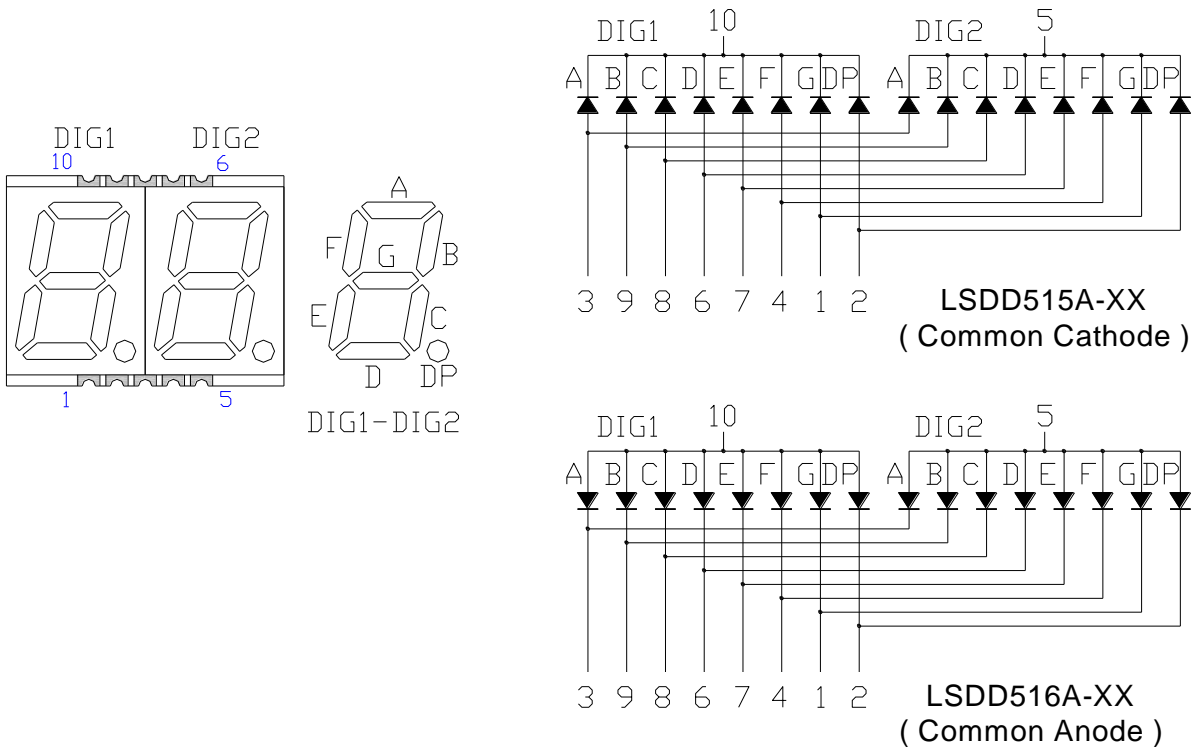 DIG1 DIG2
10 6
1 5
A
F G B
E C
D DP
DIG1-DIG2
DIG1 10 DIG2 5
A B C D E F G DP A B C D E F G DP
3 9 8 6 7 4 1 2
LSDD515A-XX
( Common Cathode )
DIG1 10 DIG2 5
A B C D E F G DP A B C D E F G DP
3 9 8 6 7 4 1 2
LSDD516A-XX
( Common Anode )